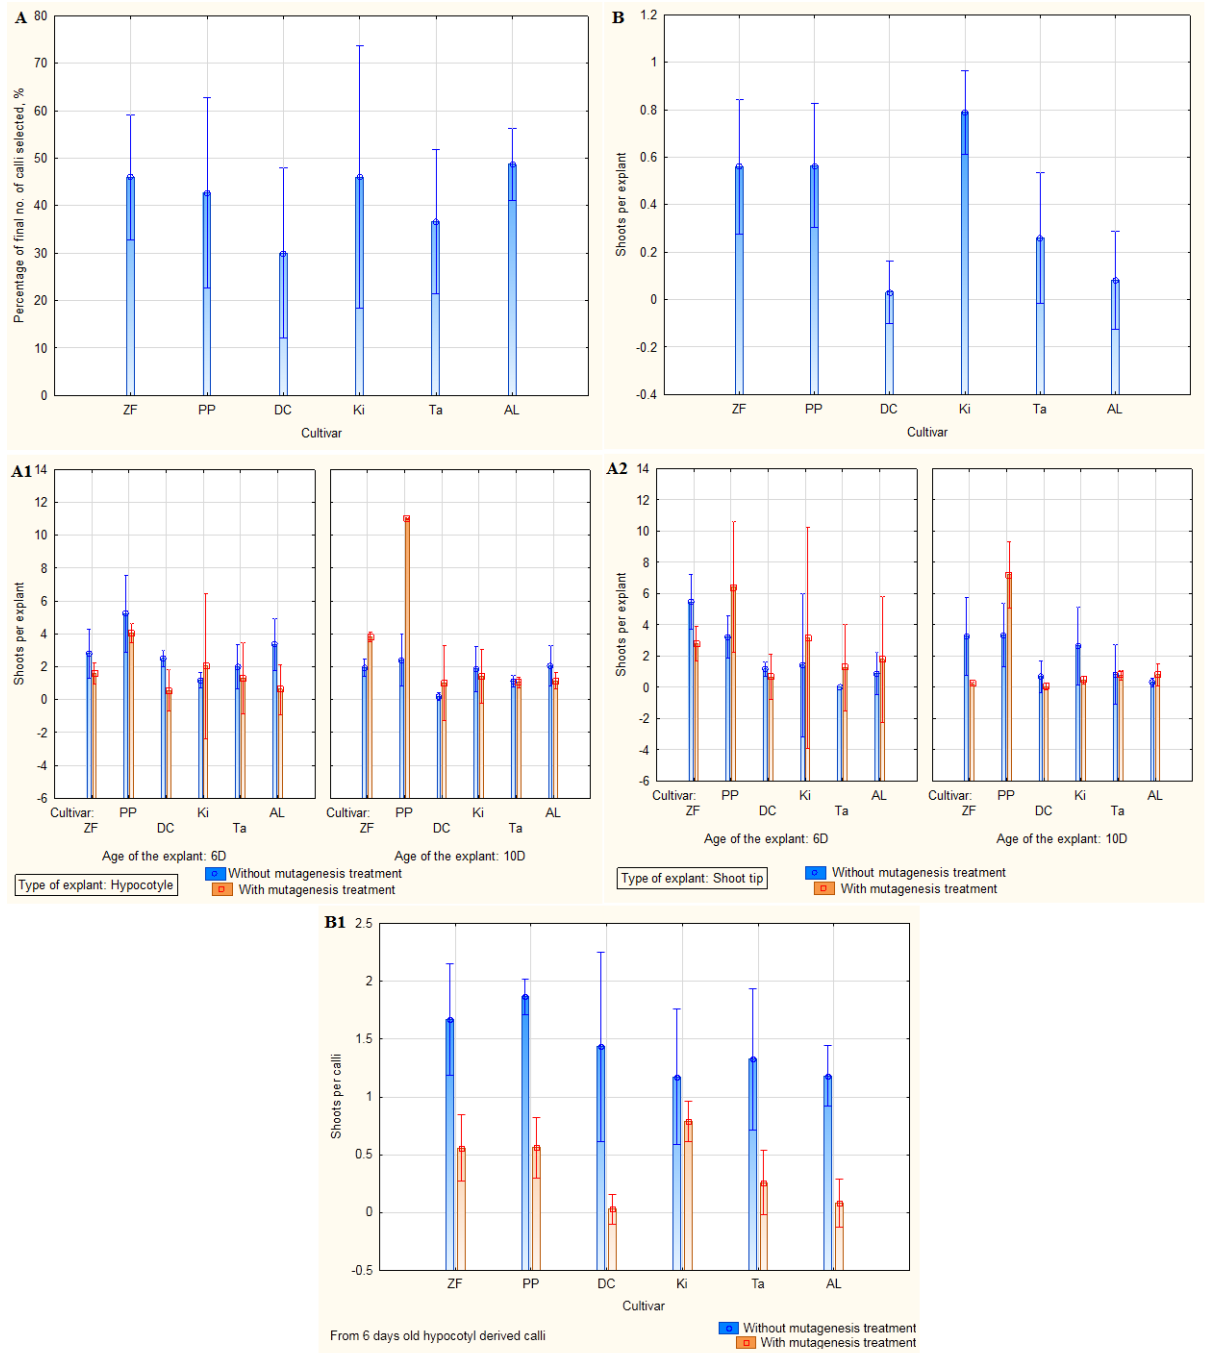 A
Percentage of final no. of calli selected, %
80
70
60
50
40
30
20
10
0
ZF PP DC Ki Ta AL
Cultivar
B
Shoots per explant
1.2
1
0.8
0.6
0.4
0.2
0
-0.2
-0.4
ZF PP DC Ki Ta AL
Cultivar
A1
Shoots per explant
14
12
10
8
6
4
2
0
-2
-4
-6
Cultivar: PP Ki AL
ZF DC Ta
Age of the explant: 6D
Cultivar: PP Ki AL
ZF DC Ta
Age of the explant: 10D
Type of explant: Hypocotyle
Without mutagenesis treatment
With mutagenesis treatment
A2
Shoots per explant
14
12
10
8
6
4
2
0
-2
-4
-6
Cultivar: PP Ki AL
ZF DC Ta
Age of the explant: 6D
Cultivar: PP Ki AL
ZF DC Ta
Age of the explant: 10D
Type of explant: Shoot tip
Without mutagenesis treatment
With mutagenesis treatment
B1
Shoots per calli
2.5
2
1.5
1
0.5
0
-0.5
ZF PP DC Ki Ta AL
Cultivar
From 6 days old hypocotyl derived calli
Without mutagenesis treatment
With mutagenesis treatment